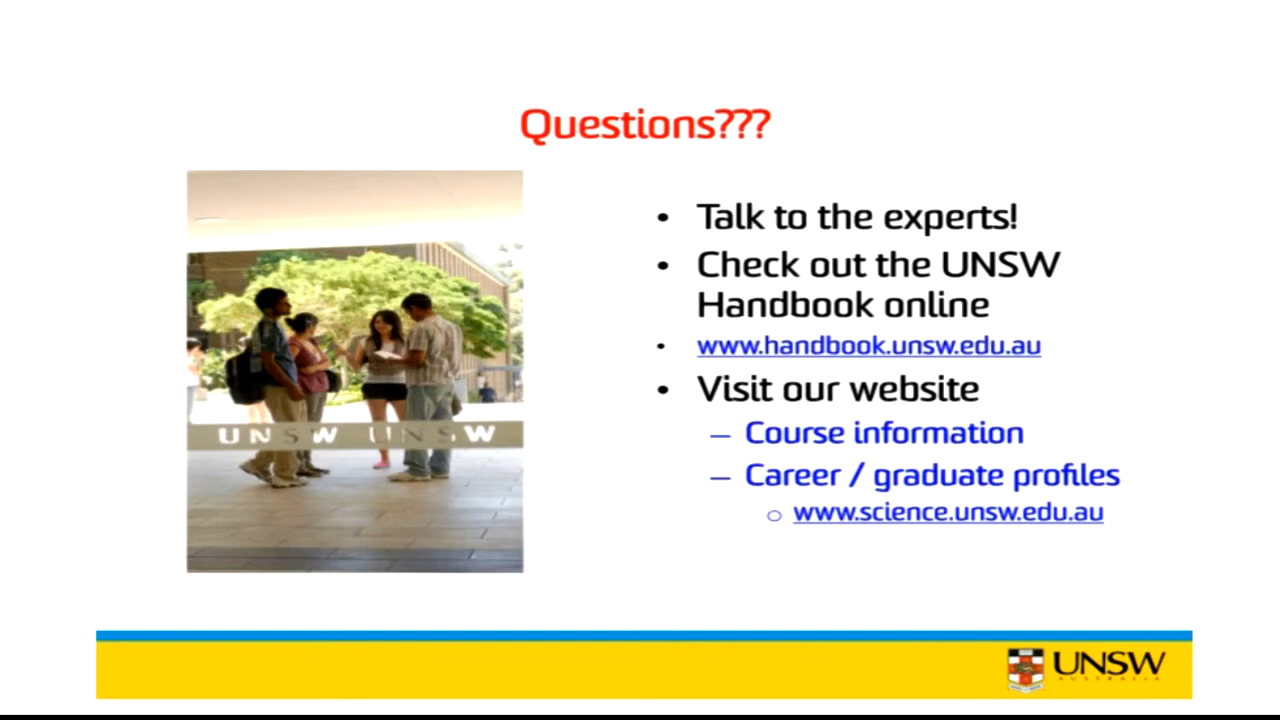 Questions???
Talk to the experts!
Check out the UNSW
Handbook online
www.handbook.unsw.edu.au
Visit our website
– Course information
– Career / graduate profiles
www.science.unsw.edu.au
UNSW UNSW
UNSW
AUSTRALIA